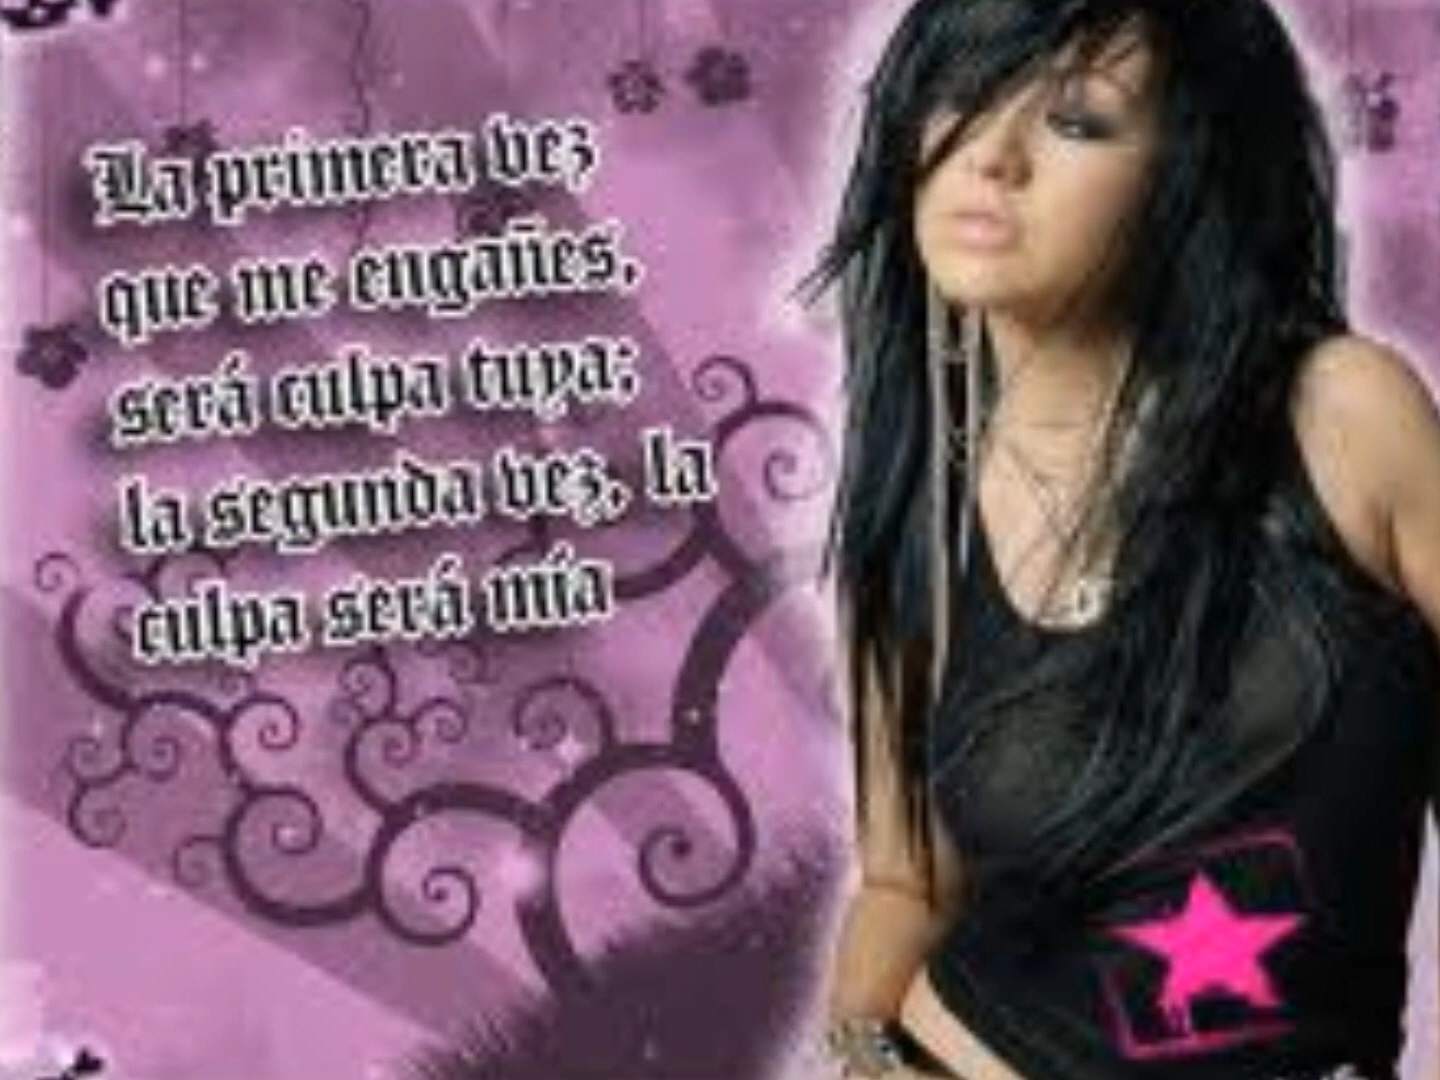 La primera vez
que me engañes,
será culpa tuya;
la segunda vez, la
culpa será mía